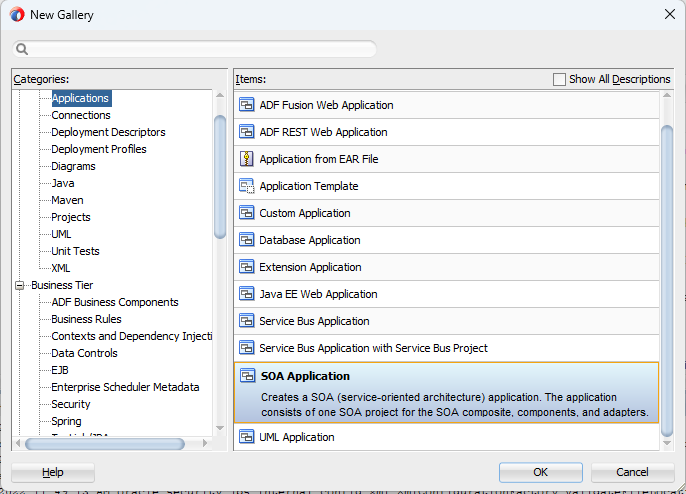 New Gallery
Categories:
Applications
Connections
Deployment Descriptors
Deployment Profiles
Diagrams
Java
Maven
Projects
UML
Unit Tests
XML
Business Tier
ADF Business Components
Business Rules
Contexts and Dependency Injecti
Data Controls
EJB
Enterprise Scheduler Metadata
Security
Spring
Items:
Show All Descriptions
ADF Fusion Web Application
ADF REST Web Application
Application from EAR File
Application Template
Custom Application
Database Application
Extension Application
Java EE Web Application
Service Bus Application
Service Bus Application with Service Bus Project
SOA Application
Creates a SOA (service-oriented architecture) application. The application
consists of one SOA project for the SOA composite, components, and adapters.
UML Application
Help
OK
Cancel